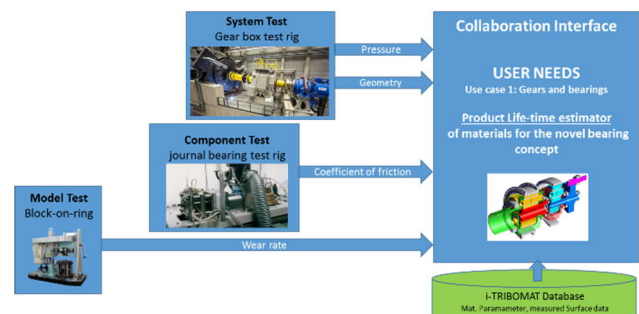 System Test
Gear box test rig
Pressure
Geometry
Component Test
journal bearing test rig
Coefficient of friction
Model Test
Block-on-ring
Wear rate
Collaboration Interface
USER NEEDS
Use case 1: Gears and bearings
Product Life-time estimator
of materials for the novel bearing
concept
i-TRIBOMAT Database
Mat. Paramameter, measured Surface data